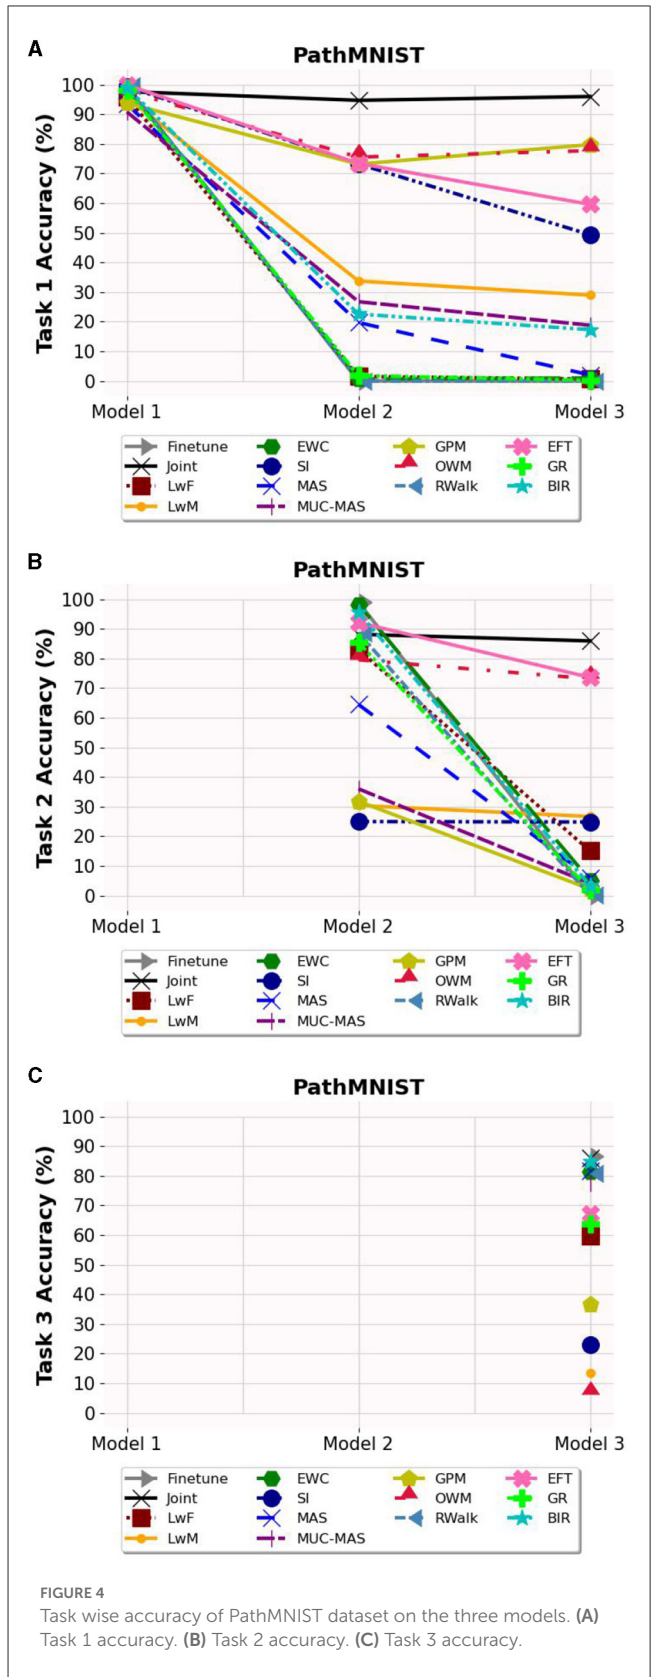 A
PathMNIST
Task 1 Accuracy (%)
100
90
80
70
60
50
40
30
20
10
0
Model 1 Model 2 Model 3
Finetune EWC GPM EFT
Joint SI OWM GR
LwF MAS RWalk BIR
LwM MUC-MAS
B
PathMNIST
Task 2 Accuracy (%)
100
90
80
70
60
50
40
30
20
10
0
Model 1 Model 2 Model 3
Finetune EWC GPM EFT
Joint SI OWM GR
LwF MAS RWalk BIR
LwM MUC-MAS
C
PathMNIST
Task 3 Accuracy (%)
100
90
80
70
60
50
40
30
20
10
0
Model 1 Model 2 Model 3
Finetune EWC GPM EFT
Joint SI OWM GR
LwF MAS RWalk BIR
LwM MUC-MAS
FIGURE 4
Task wise accuracy of PathMNIST dataset on the three models. (A)
Task 1 accuracy. (B) Task 2 accuracy. (C) Task 3 accuracy.